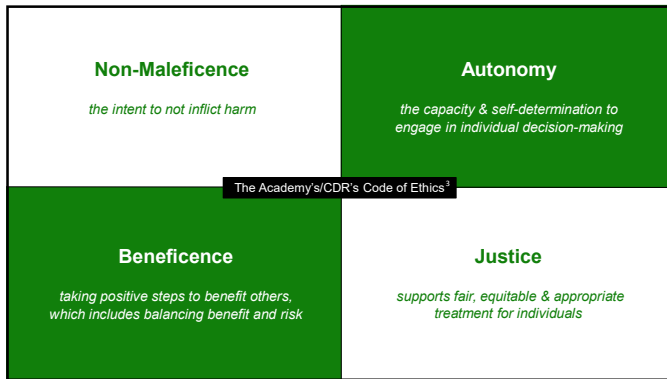 Non-Maleficence
the intent to not inflict harm
Autonomy
the capacity & self-determination to
engage in individual decision-making
The Academy's/CDR's Code of Ethics³
Beneficence
taking positive steps to benefit others,
which includes balancing benefit and risk
Justice
supports fair, equitable & appropriate
treatment for individuals